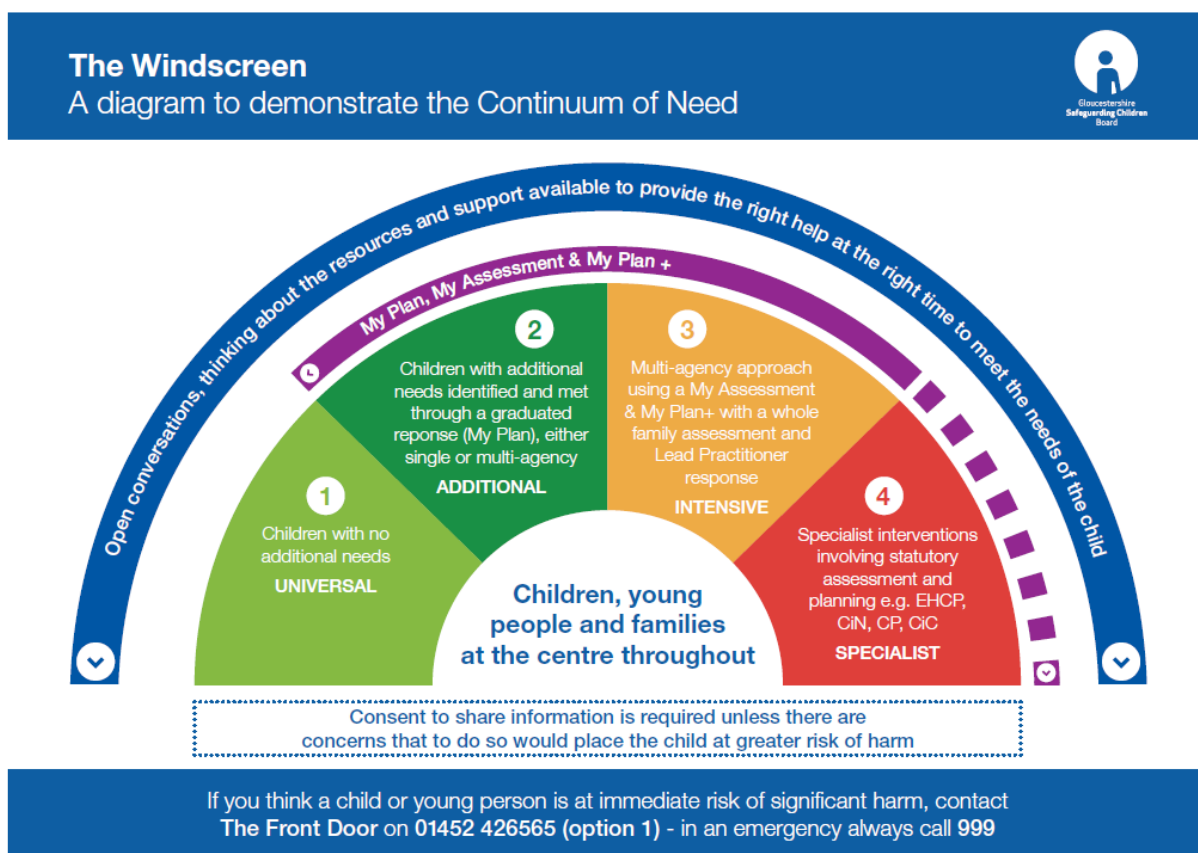 The Windscreen
A diagram to demonstrate the Continuum of Need
Gloucestershire
Safeguarding Children
Board
Open conversations, thinking about the resources and support available to provide the right help at the right time to meet the needs of the child
My Plan, My Assessment & My Plan +
1
Children with no
additional needs
UNIVERSAL
2
Children with additional
needs identified and met
through a graduated
reponse (My Plan), either
single or multi-agency
ADDITIONAL
3
Multi-agency approach
using a My Assessment
& My Plan+ with a whole
family assessment and
Lead Practitioner
response
INTENSIVE
4
Specialist interventions
involving statutory
assessment and
planning e.g. EHCP,
CiN, CP, CiC
SPECIALIST
Children, young
people and families
at the centre throughout
Consent to share information is required unless there are
concerns that to do so would place the child at greater risk of harm
If you think a child or young person is at immediate risk of significant harm, contact
The Front Door on 01452 426565 (option 1) - in an emergency always call 999